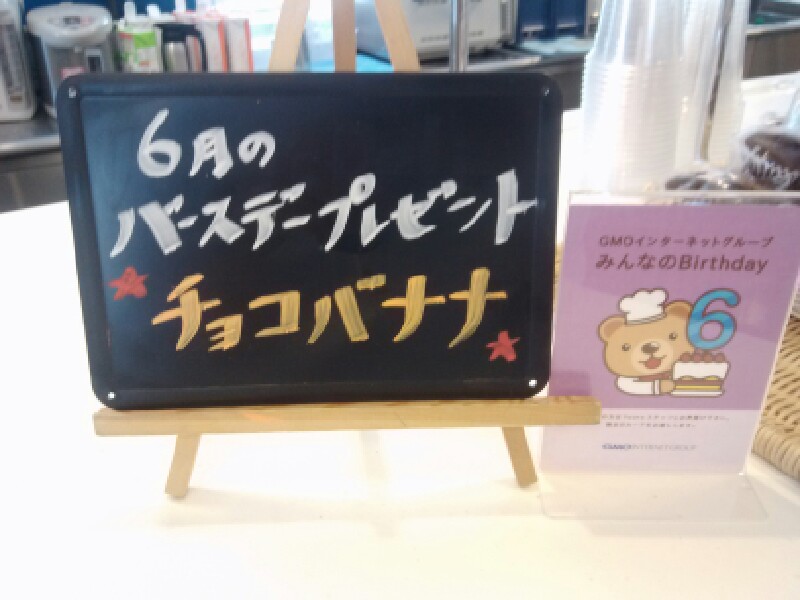 6月の
バースデープレゼント
チョコバナナ
GMOインターネットグループ
みんなのBirthday
6